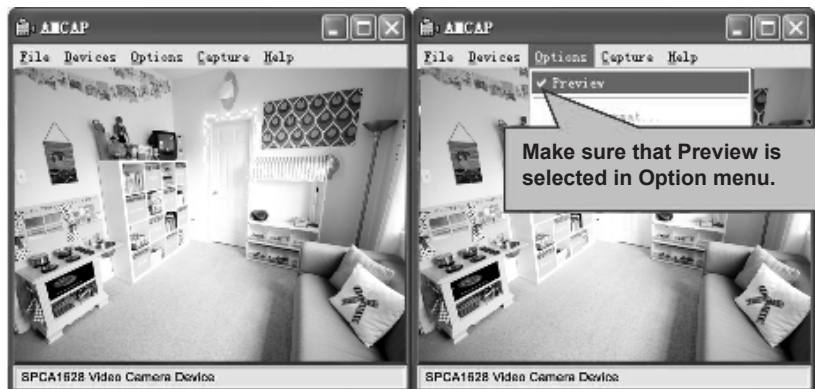 AMCAP
File Devices Options Capture Help
SPCA1628 Video Camera Device
AMCAP
File Devices Options Capture Help
✓ Preview
Make sure that Preview is
selected in Option menu.
SPCA1628 Video Camera Device